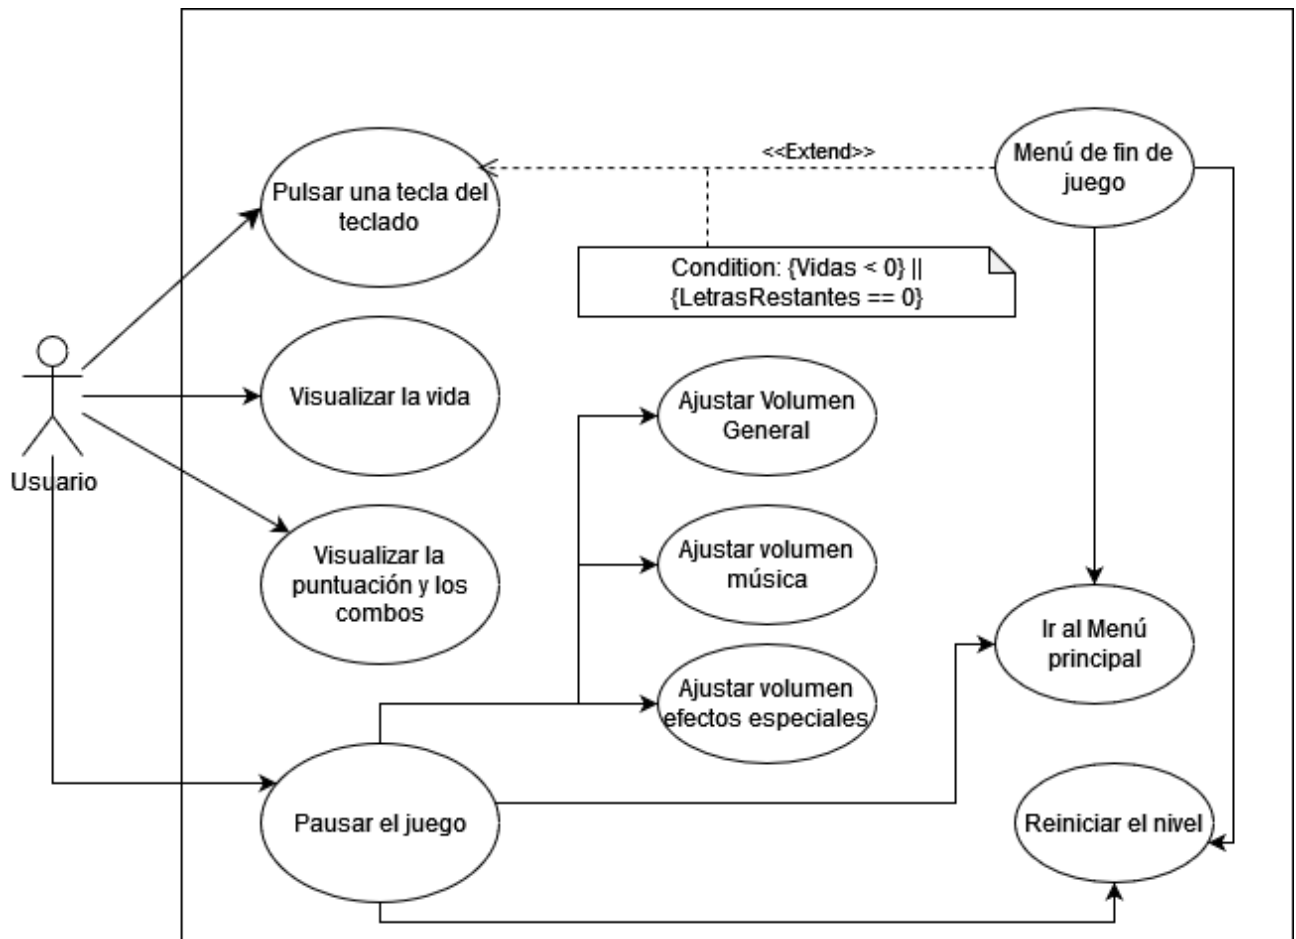 Pulsar una tecla del
teclado
<<Extend>>
Menú de fin de
juego
Condition: {Vidas < 0} ||
{LetrasRestantes == 0}
Usuario
Visualizar la vida
Ajustar Volumen
General
Visualizar la
puntuación y los
combos
Ajustar volumen
música
Ajustar volumen
efectos especiales
Ir al Menú
principal
Pausar el juego
Reiniciar el nivel